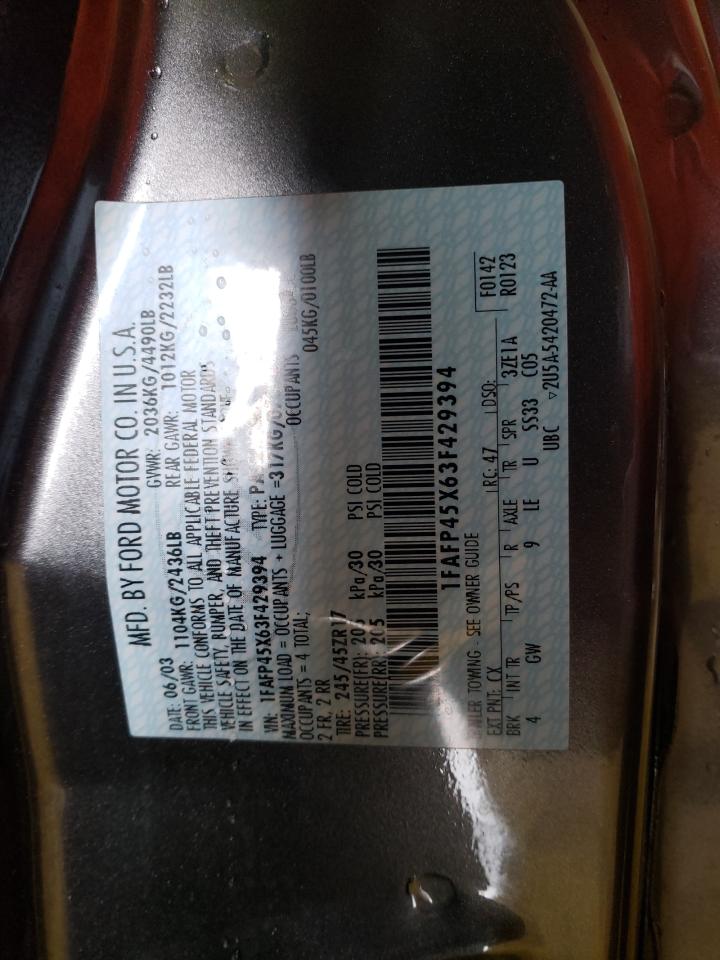 MFD. BY FORD MOTOR CO. IN U.S.A.
DATE: 06/03 GVWR: 2036KG/4490LB
FRONT GAWR: 1104KG/2436LB REAR GAWR: 1012KG/2232LB
THIS VEHICLE CONFORMS TO ALL APPLICABLE FEDERAL MOTOR
VEHICLE SAFETY, BUMPER, AND THEFT PREVENTION STANDARDS
IN EFFECT ON THE DATE OF MANUFACTURE
VIN: 1FAFP45X63F429394 TYPE:
MAXIMUM LOAD = OCCUPANTS + LUGGAGE =317KG/
OCCUPANTS = 4 TOTAL; OCCUPANTS
2 FR, 2 RR 045KG/0100LB
TIRE: 245/45ZR17
PRESSURE(FR): 205 kPa/30 PSI COLD
PRESSURE(RR): 205 kPa/30 PSI COLD
1FAFP45X63F429394
TOWING - SEE OWNER GUIDE
EXT PNT: CX RC: 47 DSO: F0142
BRK INT TR TP/PS R AXLE TR SPR 3ZE1A R0123
4 GW 9 LE U SS33 C05
UBC ▽2U5A-5420472-AA